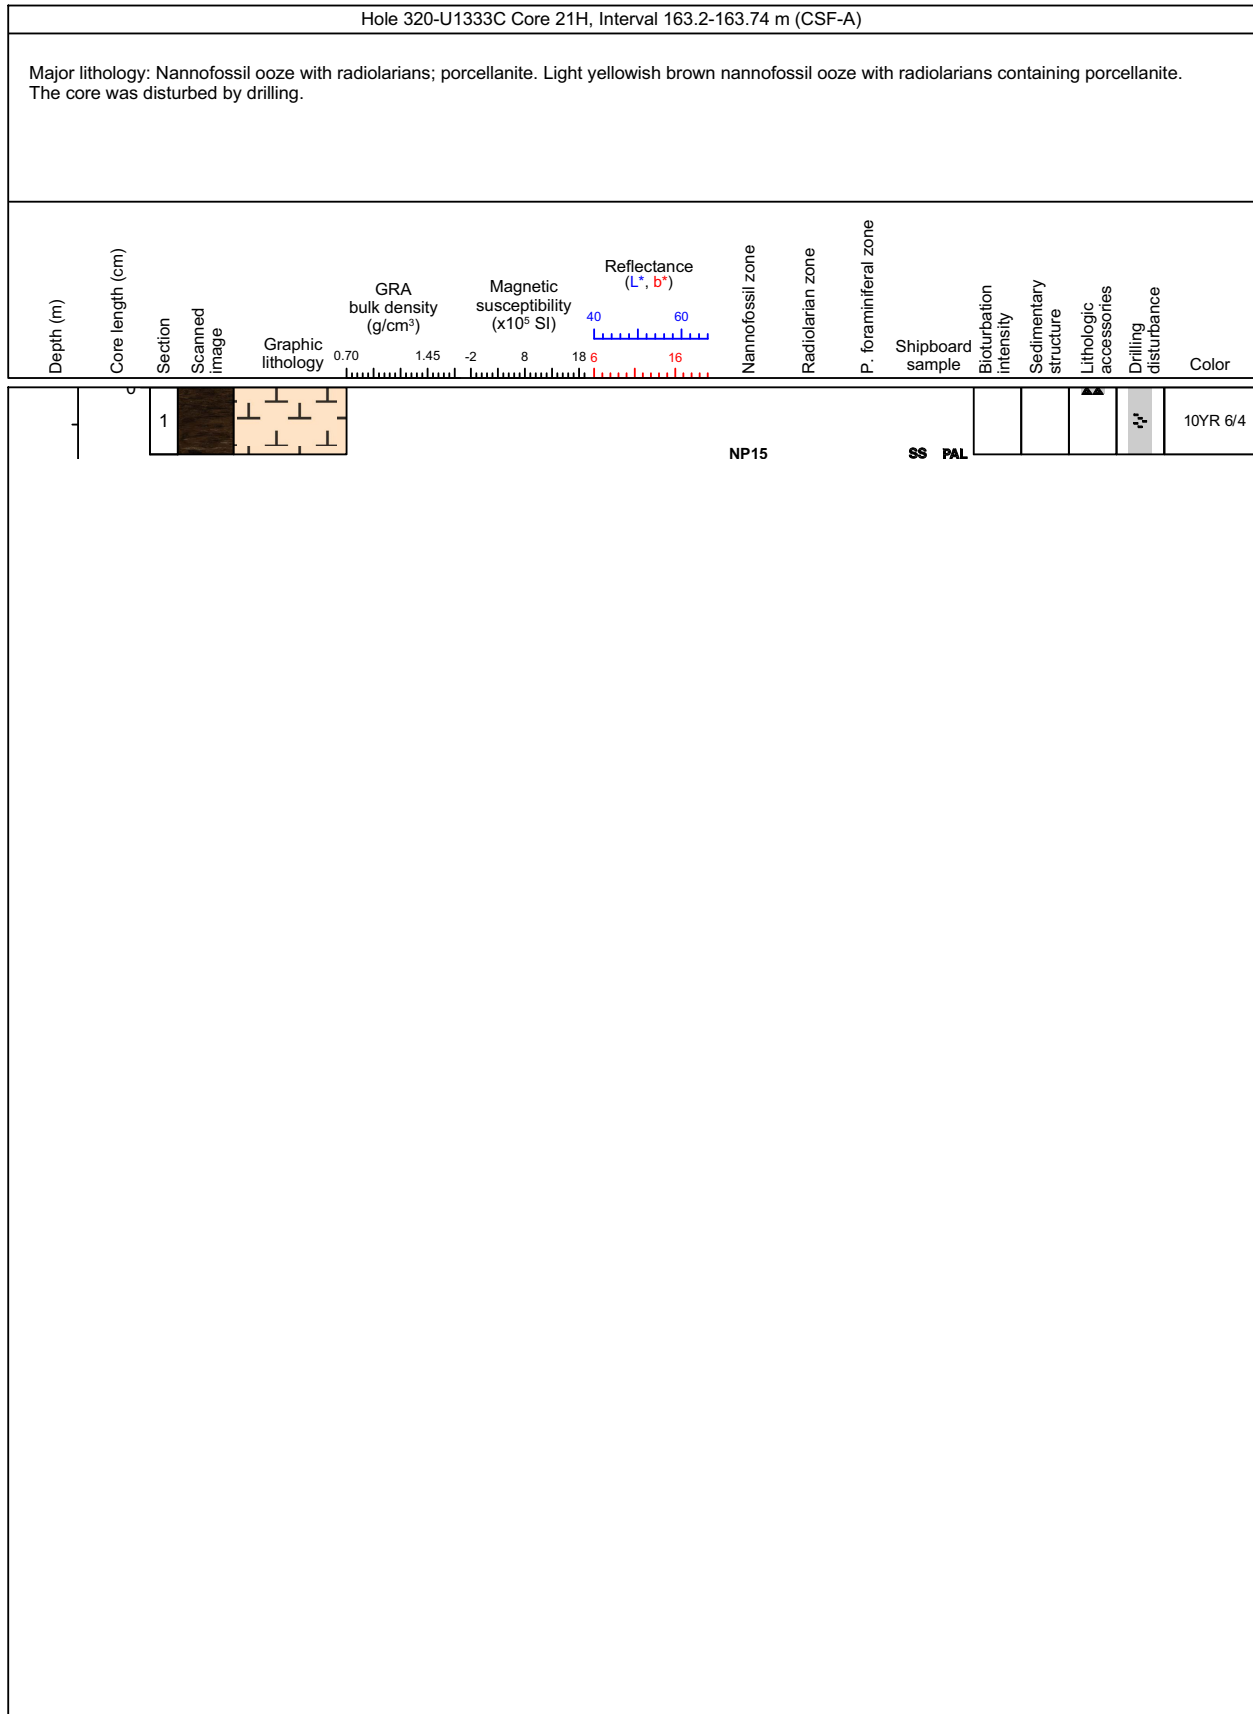 Hole 320-U1333C Core 21H, Interval 163.2-163.74 m (CSF-A)
Major lithology: Nannofossil ooze with radiolarians; porcellanite. Light yellowish brown nannofossil ooze with radiolarians containing porcellanite.
The core was disturbed by drilling.
Depth (m)
Core length (cm)
Section
Scanned
image
Graphic
lithology
GRA
bulk density
(g/cm³)
0.70 1.45
Magnetic
susceptibility
(x10⁵ SI)
-2 8 18
Reflectance
(L*, b*)
40 60
6 16
Nannofossil zone
Radiolarian zone
P. foraminiferal zone
Shipboard
sample
Bioturbation
intensity
Sedimentary
structure
Lithologic
accessories
Drilling
disturbance
Color
0
1
10YR 6/4
NP15
SS PAL